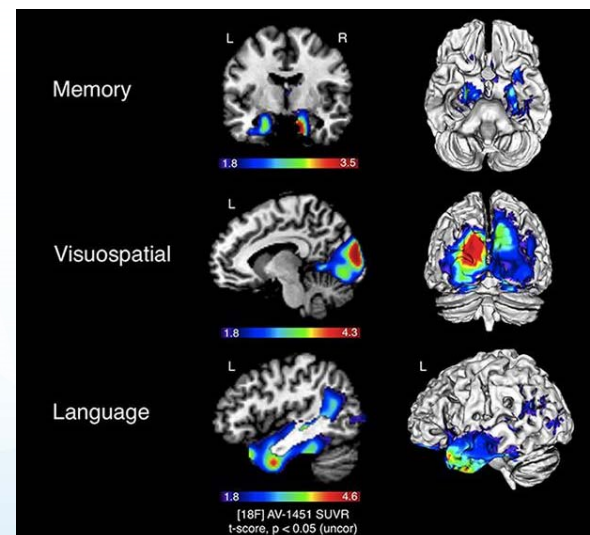 L R
Memory
1.8 3.5
L
Visuospatial
1.8 4.3
L L
Language
1.8 4.6
[18F] AV-1451 SUVR
t-score, p < 0.05 (uncor)